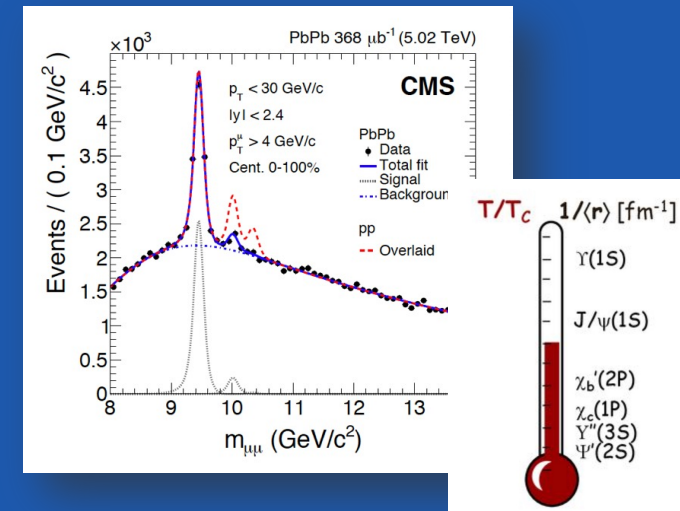 PbPb 368 μb⁻¹ (5.02 TeV)
×10³
CMS
p_T < 30 GeV/c
|y| < 2.4
p_T^μ > 4 GeV/c
Cent. 0-100%
PbPb
Data
Total fit
Signal
Backgroun
pp
Overlaid
Events / ( 0.1 GeV/c² )
4.5
4
3.5
3
2.5
2
1.5
1
0.5
0
8 9 10 11 12 13
m_μμ (GeV/c²)
T/T_C 1/⟨r⟩ [fm⁻¹]
ϒ(1S)
J/ψ(1S)
χ_b'(2P)
χ_c(1P)
ϒ''(3S)
Ψ'(2S)